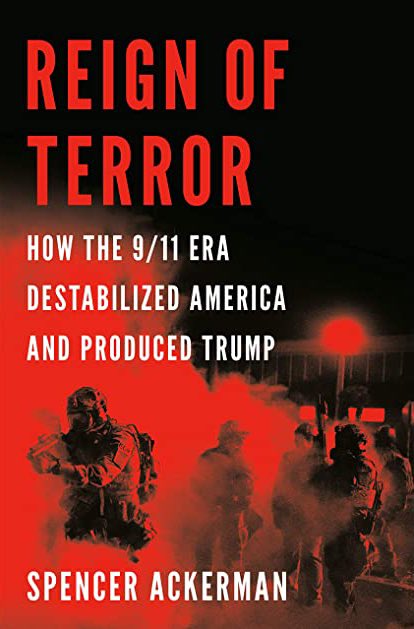 REIGN OF
TERROR
HOW THE 9/11 ERA
DESTABILIZED AMERICA
AND PRODUCED TRUMP
SPENCER ACKERMAN